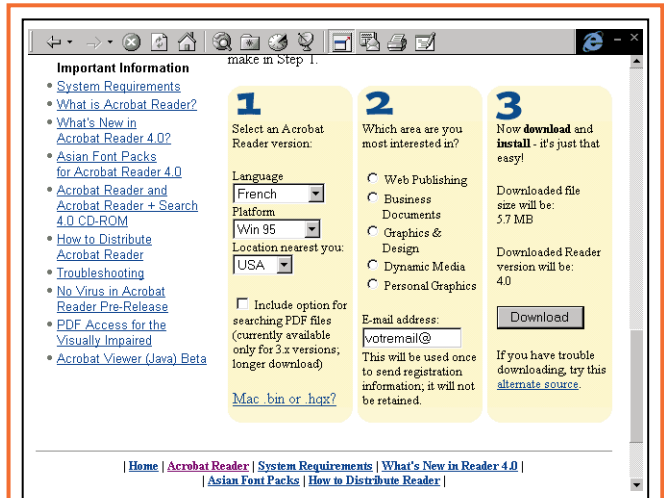 make in Step 1.
Important Information
System Requirements
What is Acrobat Reader?
What's New in
Acrobat Reader 4.0?
Asian Font Packs
for Acrobat Reader 4.0
Acrobat Reader and
Acrobat Reader + Search
4.0 CD-ROM
How to Distribute
Acrobat Reader
Troubleshooting
No Virus in Acrobat
Reader Pre-Release
PDF Access for the
Visually Impaired
Acrobat Viewer (Java) Beta
1
Select an Acrobat
Reader version:
Language
French
Platform
Win 95
Location nearest you:
USA
Include option for
searching PDF files
(currently available
only for 3.x versions;
longer download)
Mac .bin or .hqx?
2
Which area are you
most interested in?
Web Publishing
Business
Documents
Graphics &
Design
Dynamic Media
Personal Graphics
E-mail address:
votremail@
This will be used once
to send registration
information; it will not
be retained.
3
Now download and
install - it's just that
easy!
Downloaded file
size will be:
5.7 MB
Downloaded Reader
version will be:
4.0
Download
If you have trouble
downloading, try this
alternate source.
| Home | Acrobat Reader | System Requirements | What's New in Reader 4.0 |
| Asian Font Packs | How to Distribute Reader |